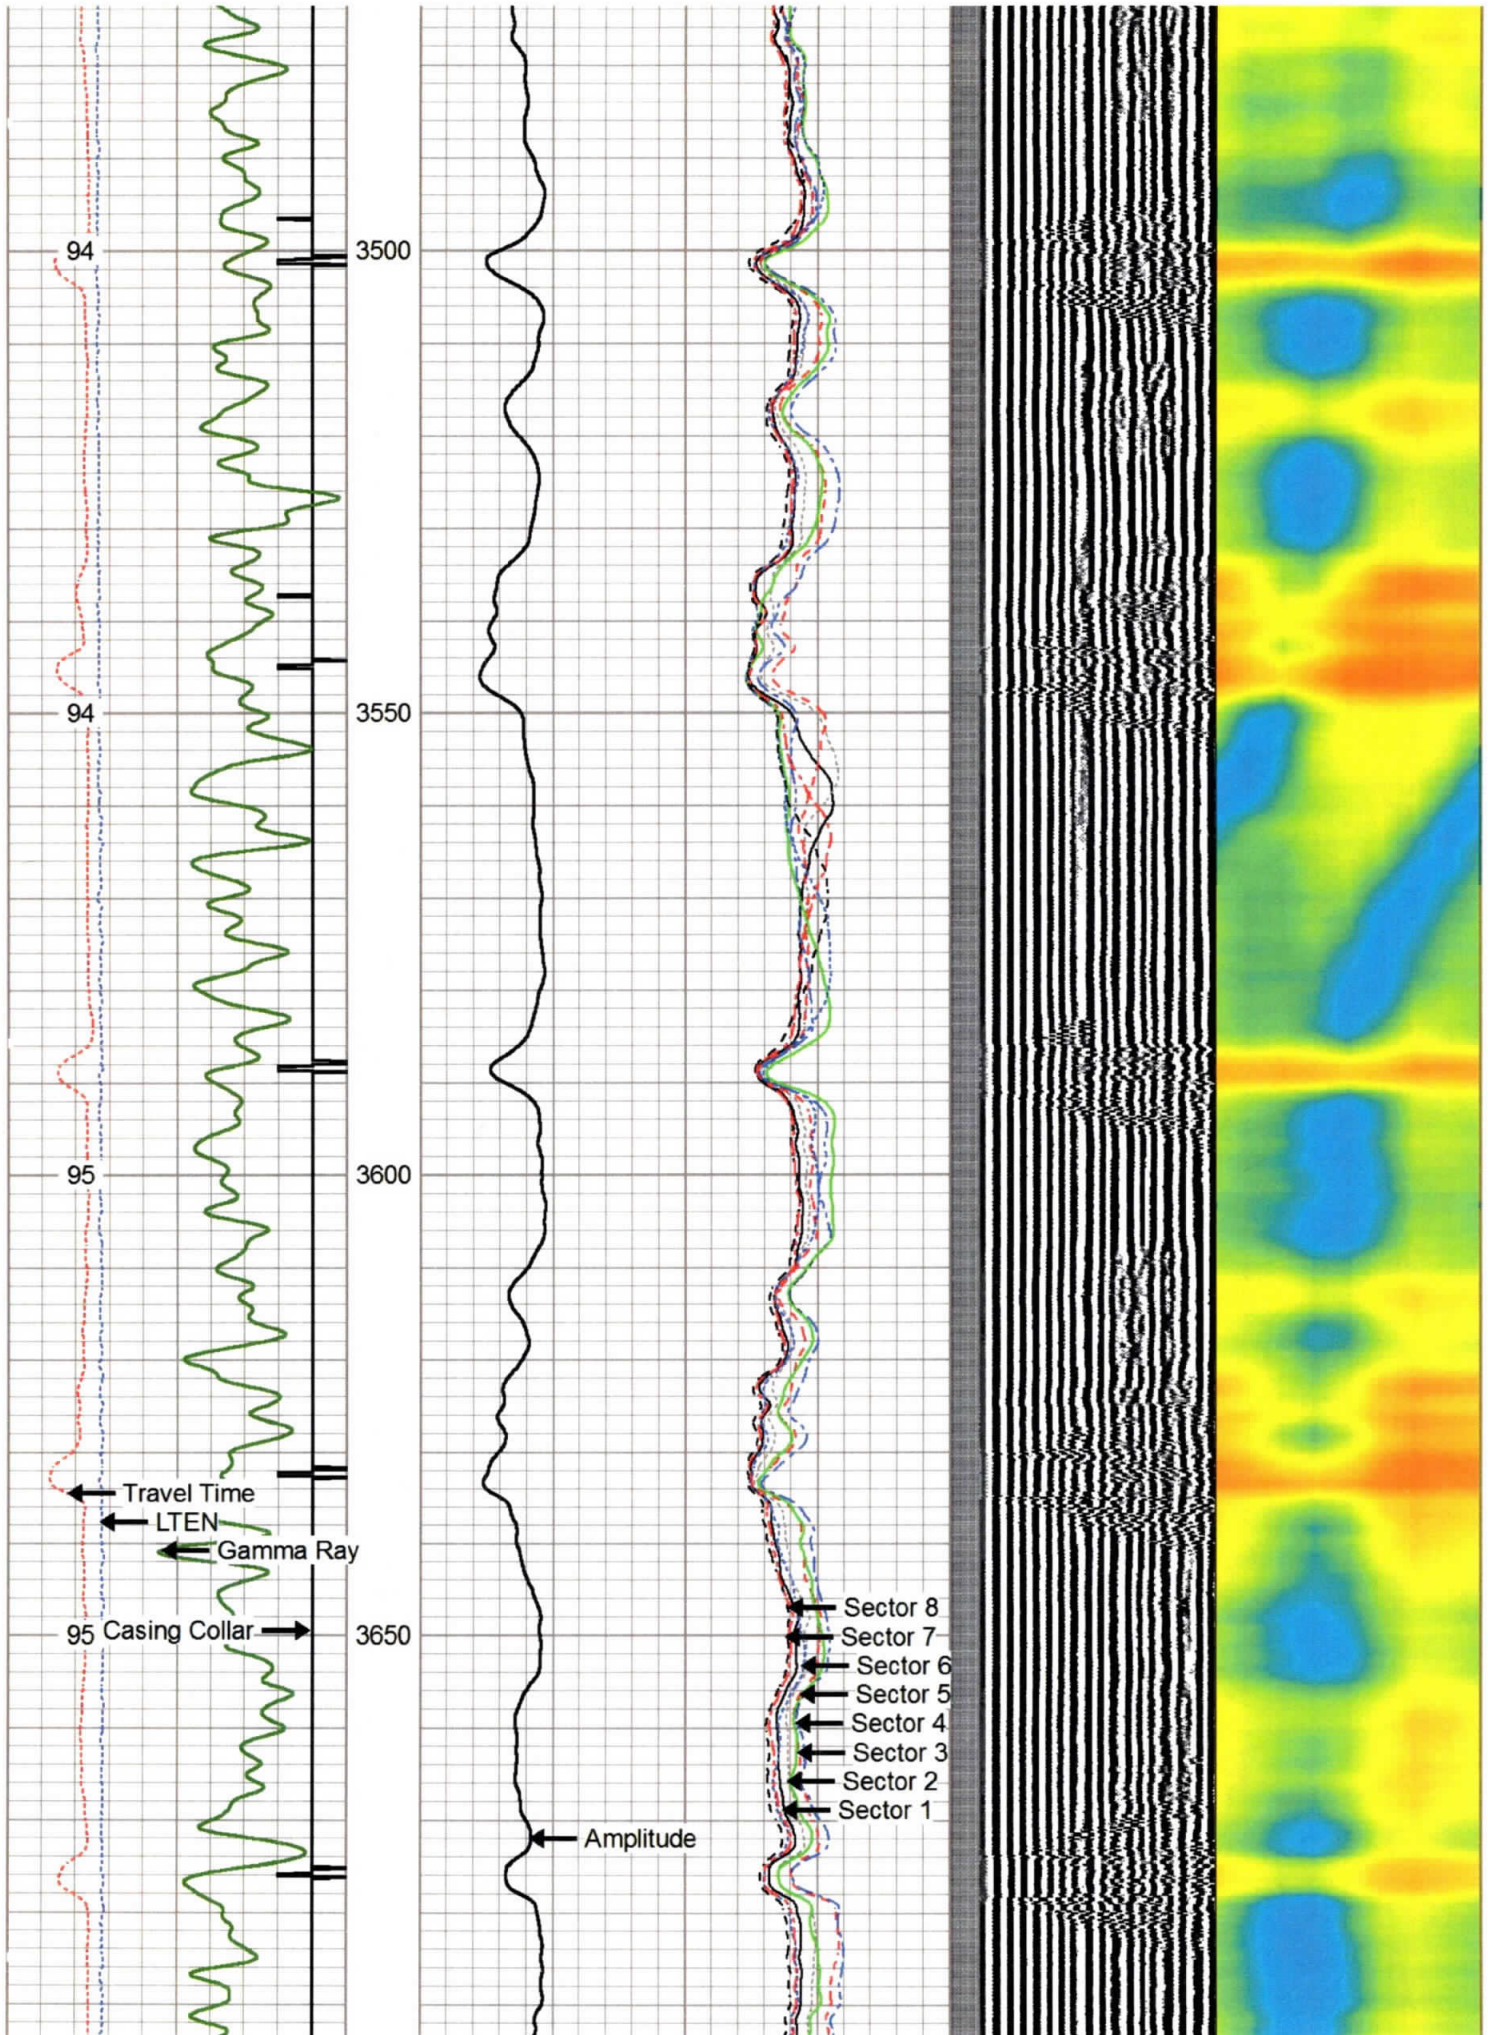 94
3500
94
3550
95
3600
Travel Time
LTEN
Gamma Ray
Sector 8
95 Casing Collar
3650
Sector 7
Sector 6
Sector 5
Sector 4
Sector 3
Sector 2
Sector 1
Amplitude